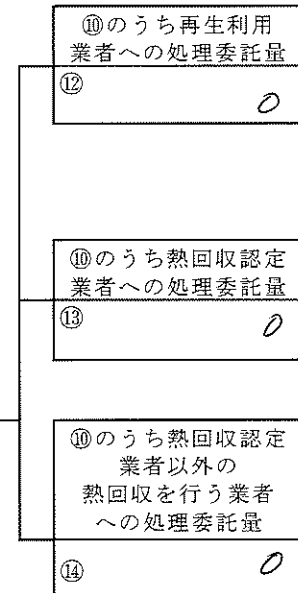 ⑩のうち再生利用
業者への処理委託量
⑫ 0
⑩のうち熱回収認定
業者への処理委託量
⑬ 0
⑩のうち熱回収認定
業者以外の
熱回収を行う業者
への処理委託量
⑭ 0